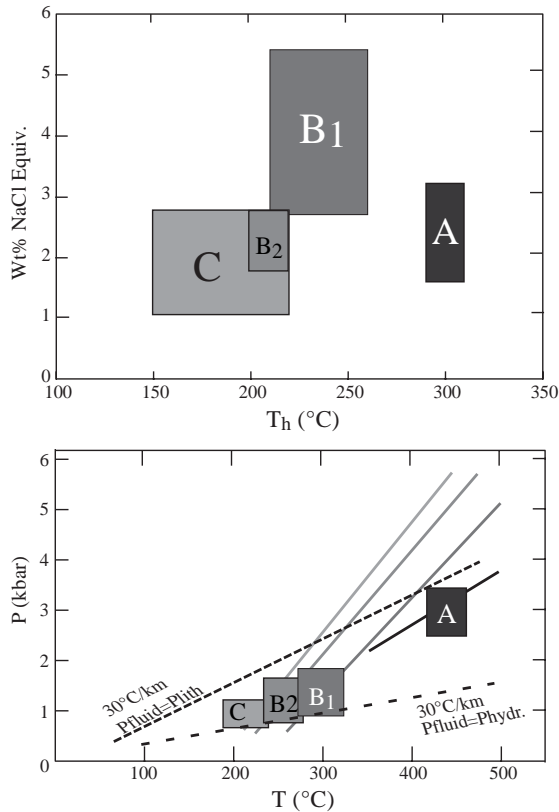 6
5
4
3
2
1
0
Wt% NaCl Equiv.
B1
B2
C
A
100
150
200
250
300
350
Th (°C)
6
5
4
3
2
1
0
P (kbar)
A
B1
B2
C
30°C/km
Pfluid=Plith
30°C/km
Pfluid=Phydr.
100
200
300
400
500
T (°C)